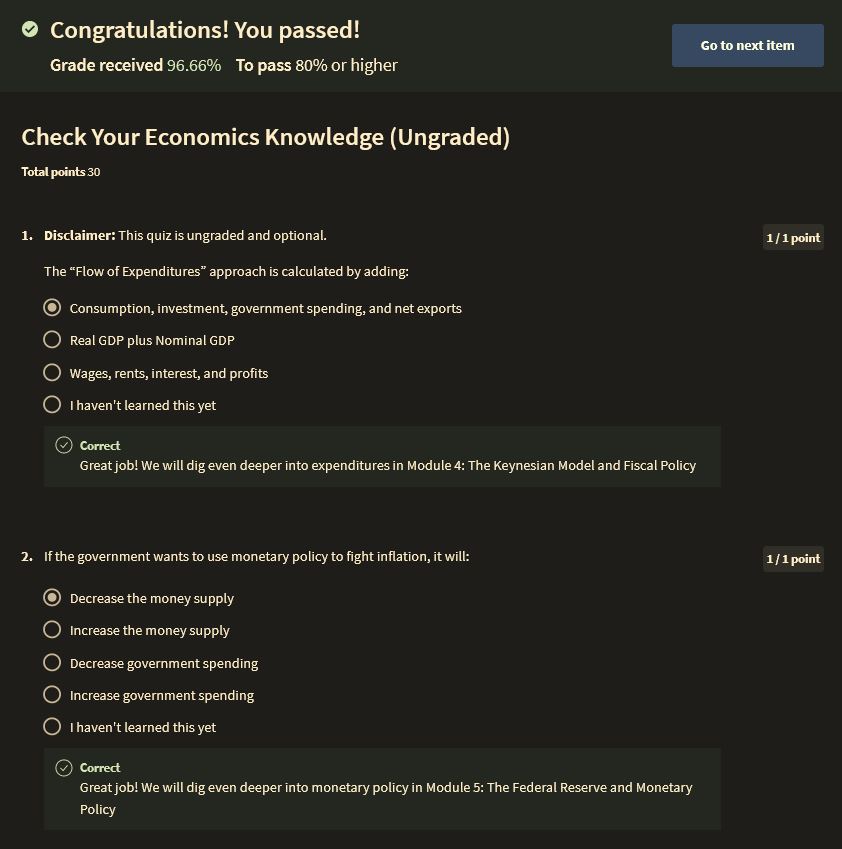 Congratulations! You passed!
Grade received 96.66% To pass 80% or higher
Go to next item
Check Your Economics Knowledge (Ungraded)
Total points 30
1. Disclaimer: This quiz is ungraded and optional.
1 / 1 point
The “Flow of Expenditures” approach is calculated by adding:
Consumption, investment, government spending, and net exports
Real GDP plus Nominal GDP
Wages, rents, interest, and profits
I haven't learned this yet
Correct
Great job! We will dig even deeper into expenditures in Module 4: The Keynesian Model and Fiscal Policy
2. If the government wants to use monetary policy to fight inflation, it will:
1 / 1 point
Decrease the money supply
Increase the money supply
Decrease government spending
Increase government spending
I haven't learned this yet
Correct
Great job! We will dig even deeper into monetary policy in Module 5: The Federal Reserve and Monetary
Policy